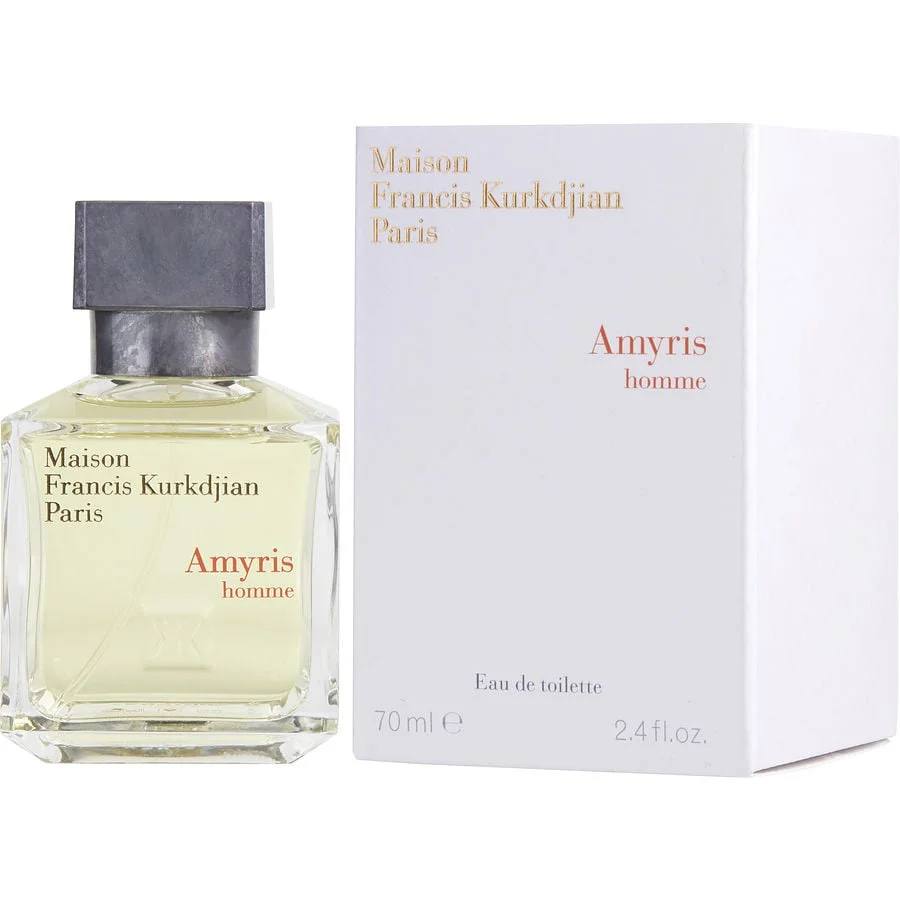 Maison
Francis Kurkdjian
Paris
Amyris
homme
Maison
Francis Kurkdjian
Paris
Amyris
homme
Eau de toilette
70 ml ℮
2.4 fl.oz.